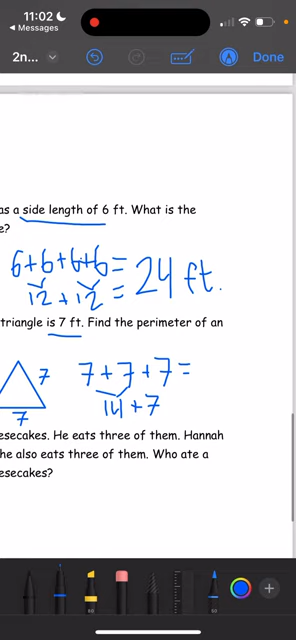 11:02
Messages
2n...
Done
as a side length of 6 ft. What is the
e?
6+6+6+6=
12+12=
24 ft.
triangle is 7 ft. Find the perimeter of an
7
7
7+7+7=
14+7
esecakes. He eats three of them. Hannah
he also eats three of them. Who ate a
esecakes?